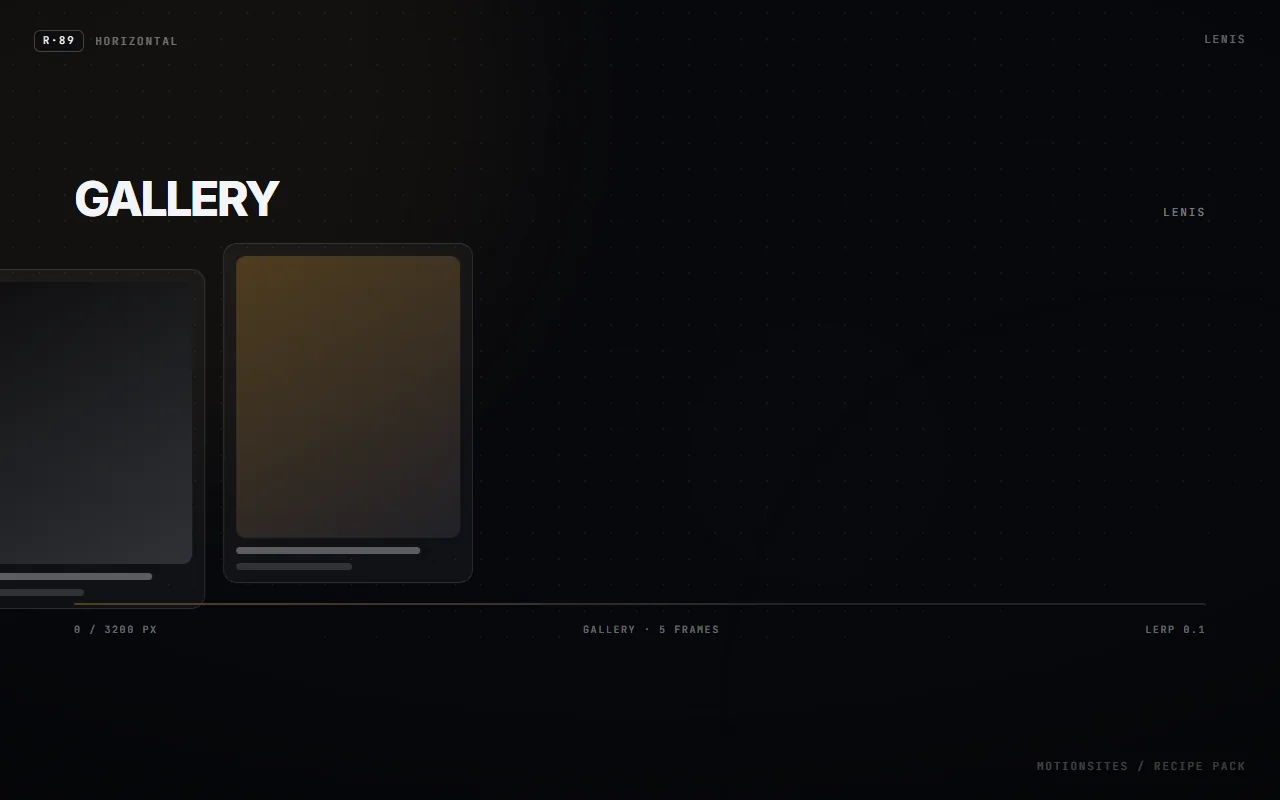 R·89 HORIZONTAL
LENIS
GALLERY
LENIS
0 / 3200 PX
GALLERY · 5 FRAMES
LERP 0.1
MOTIONSITES / RECIPE PACK